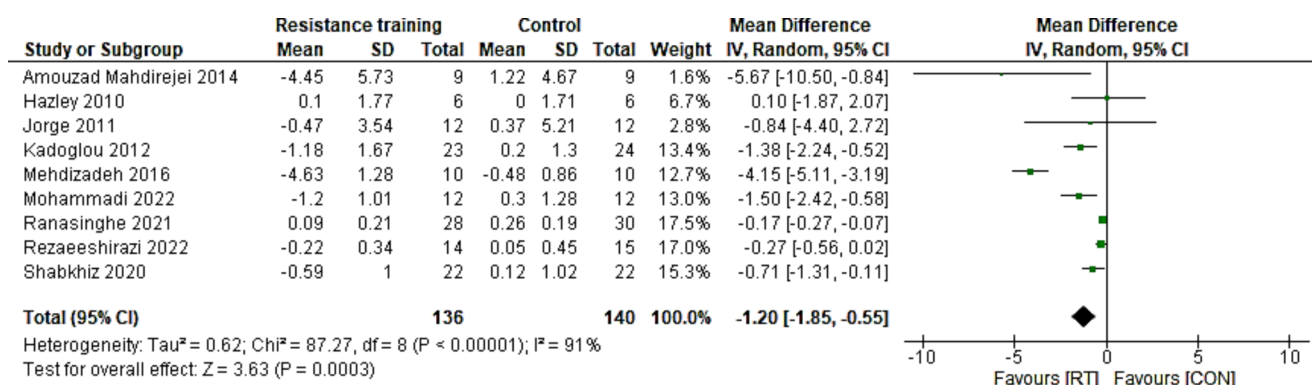 Resistance training Control Mean Difference Mean Difference
Study or Subgroup Mean SD Total Mean SD Total Weight IV, Random, 95% CI IV, Random, 95% CI
Amouzad Mahdirejei 2014 -4.45 5.73 9 1.22 4.67 9 1.6% -5.67 [-10.50, -0.84]
Hazley 2010 0.1 1.77 6 0 1.71 6 6.7% 0.10 [-1.87, 2.07]
Jorge 2011 -0.47 3.54 12 0.37 5.21 12 2.8% -0.84 [-4.40, 2.72]
Kadoglou 2012 -1.18 1.67 23 0.2 1.3 24 13.4% -1.38 [-2.24, -0.52]
Mehdizadeh 2016 -4.63 1.28 10 -0.48 0.86 10 12.7% -4.15 [-5.11, -3.19]
Mohammadi 2022 -1.2 1.01 12 0.3 1.28 12 13.0% -1.50 [-2.42, -0.58]
Ranasinghe 2021 0.09 0.21 28 0.26 0.19 30 17.5% -0.17 [-0.27, -0.07]
Rezaeeshirazi 2022 -0.22 0.34 14 0.05 0.45 15 17.0% -0.27 [-0.56, 0.02]
Shabkhiz 2020 -0.59 1 22 0.12 1.02 22 15.3% -0.71 [-1.31, -0.11]
Total (95% CI) 136 140 100.0% -1.20 [-1.85, -0.55]
Heterogeneity: Tau² = 0.62; Chi² = 87.27, df = 8 (P < 0.00001); I² = 91%
Test for overall effect: Z = 3.63 (P = 0.0003)
-10 -5 0 5 10
Favours [RT] Favours [CON]